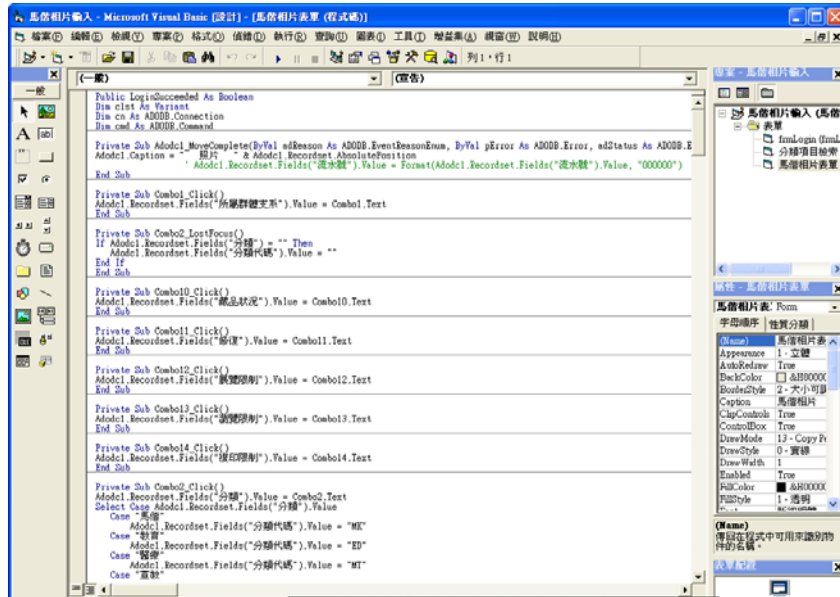 馬偕相片輸入 - Microsoft Visual Basic [設計] - [馬偕相片表單 (程式碼)]
檔案(F) 編輯(E) 檢視(V) 專案(P) 格式(O) 偵錯(D) 執行(R) 查詢(U) 圖表(I) 工具(T) 增益集(A) 視窗(W) 說明(H)
列1，行1
一般
(一般)
(宣告)
Public LoginSucceeded As Boolean
Dim clst As Variant
Dim cn As ADODB.Connection
Dim cmd As ADODB.Command
Private Sub Adodc1_MoveComplete(ByVal adReason As ADODB.EventReasonEnum, ByVal pError As ADODB.Error, adStatus As ADODB.E
Adodc1.Caption = "_ 照片 " & Adodc1.Recordset.AbsolutePosition
' Adodc1.Recordset.Fields("流水號").Value = Format(Adodc1.Recordset.Fields("流水號").Value, "000000")
End Sub
Private Sub Combo1_Click()
Adodc1.Recordset.Fields("所屬群體支系").Value = Combo1.Text
End Sub
Private Sub Combo2_LostFocus()
If Adodc1.Recordset.Fields("分類") = "" Then
Adodc1.Recordset.Fields("分類代碼").Value = ""
End If
End Sub
Private Sub Combo10_Click()
Adodc1.Recordset.Fields("藏品狀況").Value = Combo10.Text
End Sub
Private Sub Combo11_Click()
Adodc1.Recordset.Fields("修復").Value = Combo11.Text
End Sub
Private Sub Combo12_Click()
Adodc1.Recordset.Fields("展覽限制").Value = Combo12.Text
End Sub
Private Sub Combo13_Click()
Adodc1.Recordset.Fields("瀏覽限制").Value = Combo13.Text
End Sub
Private Sub Combo14_Click()
Adodc1.Recordset.Fields("複印限制").Value = Combo14.Text
End Sub
Private Sub Combo2_Click()
Adodc1.Recordset.Fields("分類").Value = Combo2.Text
Select Case Adodc1.Recordset.Fields("分類").Value
Case "馬偕"
Adodc1.Recordset.Fields("分類代碼").Value = "MK"
Case "教育"
Adodc1.Recordset.Fields("分類代碼").Value = "ED"
Case "醫療"
Adodc1.Recordset.Fields("分類代碼").Value = "MT"
Case "宣教"
專案 - 馬偕相片輸入
馬偕相片輸入 (馬偕
表單
frmLogin (frmL
分類項目檢索
馬偕相片表單
屬性 - 馬偕相片表單
馬偕相片表單 Form
字母順序 性質分類
(Name) 馬偕相片表
Appearance 1 - 立體
AutoRedraw True
BackColor &H0000
BorderStyle 2 - 大小可調
Caption 馬偕相片
ClipControls True
ControlBox True
DrawMode 13 - Copy Pe
DrawStyle 0 - 實線
DrawWidth 1
Enabled True
FillColor &H0000
FillStyle 1 - 透明
(Name)
傳回在程式中可用來識別物
件的名稱。
表單配置